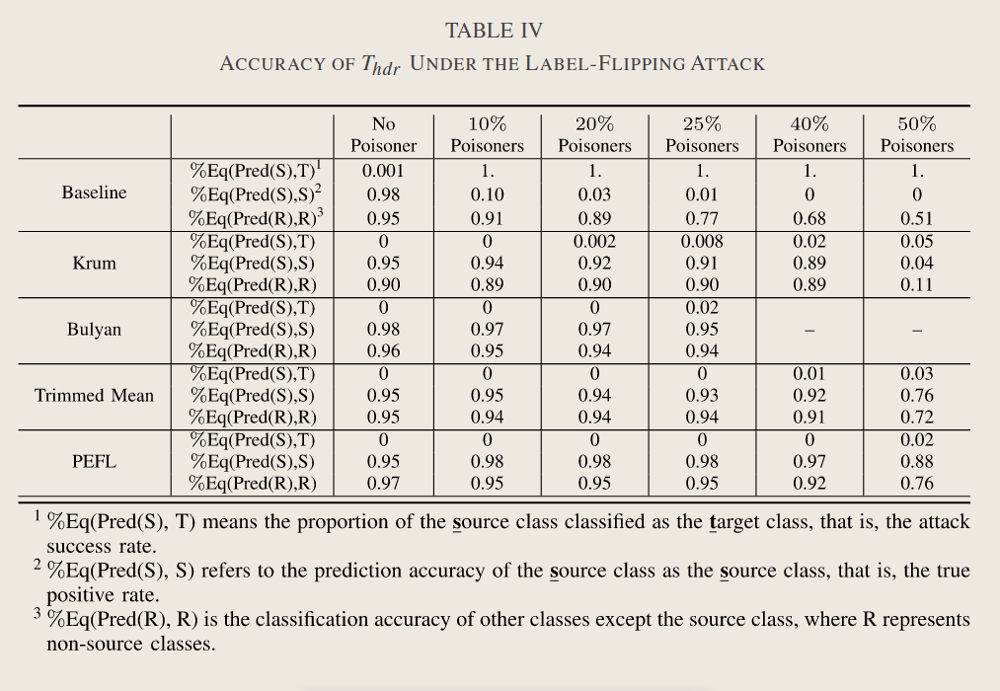 TABLE IV
ACCURACY OF Thdr UNDER THE LABEL-FLIPPING ATTACK
No Poisoner 10% Poisoners 20% Poisoners 25% Poisoners 40% Poisoners 50% Poisoners
Baseline
%Eq(Pred(S),T)1 0.001 1. 1. 1. 1. 1.
%Eq(Pred(S),S)2 0.98 0.10 0.03 0.01 0 0
%Eq(Pred(R),R)3 0.95 0.91 0.89 0.77 0.68 0.51
Krum
%Eq(Pred(S),T) 0 0 0.002 0.008 0.02 0.05
%Eq(Pred(S),S) 0.95 0.94 0.92 0.91 0.89 0.04
%Eq(Pred(R),R) 0.90 0.89 0.90 0.90 0.89 0.11
Bulyan
%Eq(Pred(S),T) 0 0 0 0.02
%Eq(Pred(S),S) 0.98 0.97 0.97 0.95 – –
%Eq(Pred(R),R) 0.96 0.95 0.94 0.94
Trimmed Mean
%Eq(Pred(S),T) 0 0 0 0 0.01 0.03
%Eq(Pred(S),S) 0.95 0.95 0.94 0.93 0.92 0.76
%Eq(Pred(R),R) 0.95 0.94 0.94 0.94 0.91 0.72
PEFL
%Eq(Pred(S),T) 0 0 0 0 0 0.02
%Eq(Pred(S),S) 0.95 0.98 0.98 0.98 0.97 0.88
%Eq(Pred(R),R) 0.97 0.95 0.95 0.95 0.92 0.76
1 %Eq(Pred(S), T) means the proportion of the source class classified as the target class, that is, the attack
success rate.
2 %Eq(Pred(S), S) refers to the prediction accuracy of the source class as the source class, that is, the true
positive rate.
3 %Eq(Pred(R), R) is the classification accuracy of other classes except the source class, where R represents
non-source classes.